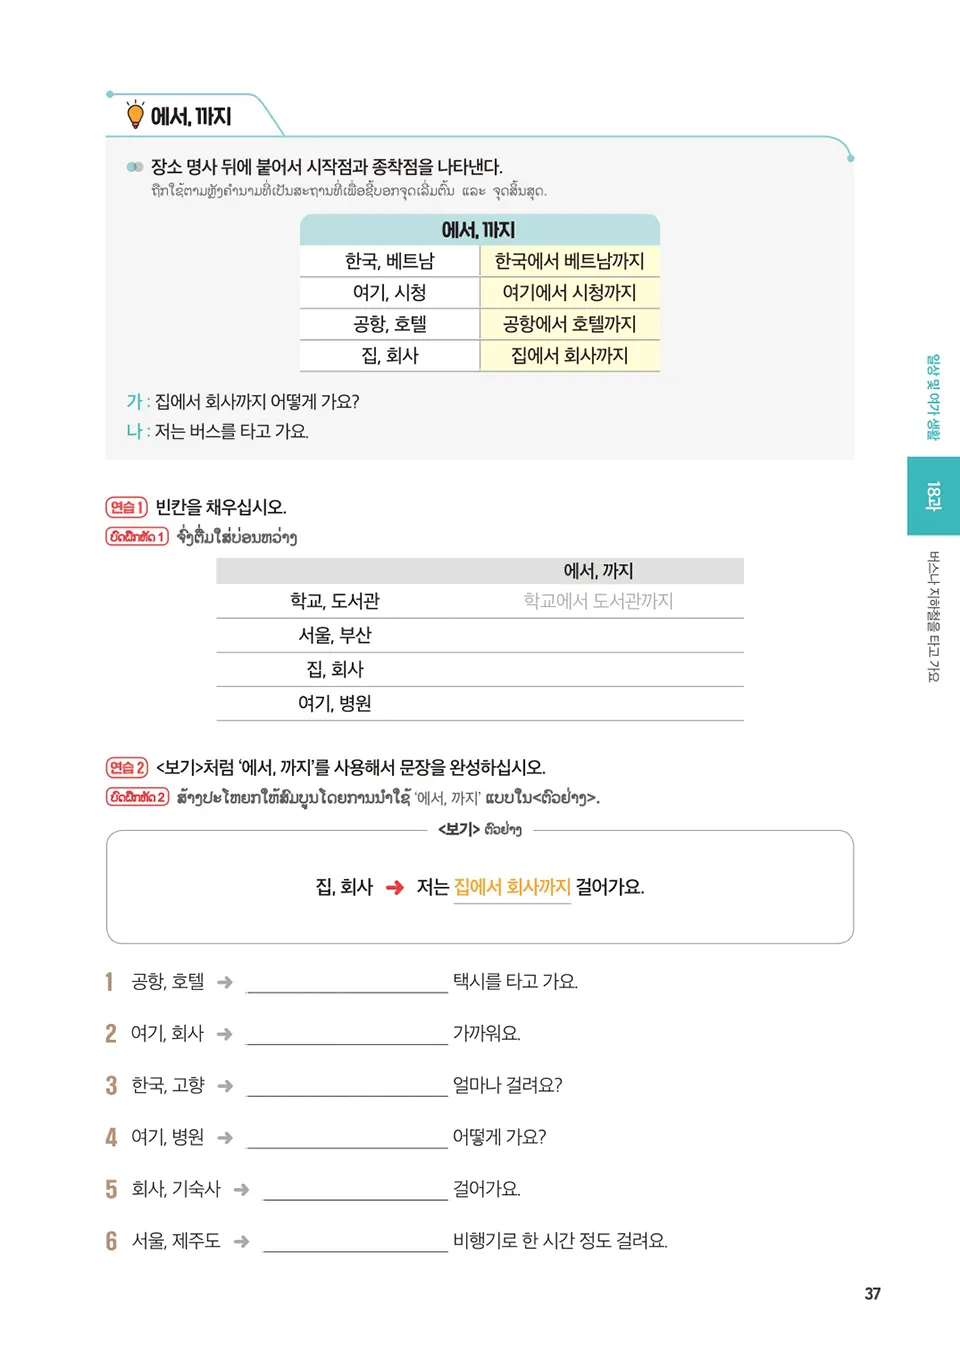 에서, 까지
장소 명사 뒤에 붙어서 시작점과 종착점을 나타낸다.
ຖືກໃຊ້ຕາມຫຼັງຄຳນາມທີ່ເປັນສະຖານທີ່ເພື່ອຊີ້ບອກຈຸດເລີ່ມຕົ້ນ ແລະ ຈຸດສິ້ນສຸດ.
에서, 까지
한국, 베트남 한국에서 베트남까지
여기, 시청 여기에서 시청까지
공항, 호텔 공항에서 호텔까지
집, 회사 집에서 회사까지
가 : 집에서 회사까지 어떻게 가요?
나 : 저는 버스를 타고 가요.
연습 1 빈칸을 채우십시오.
ບົດຝຶກຫັດ 1 ຈົ່ງຕື່ມໃສ່ບ່ອນຫວ່າງ
에서, 까지
학교, 도서관 학교에서 도서관까지
서울, 부산
집, 회사
여기, 병원
연습 2 <보기>처럼 ‘에서, 까지’를 사용해서 문장을 완성하십시오.
ບົດຝຶກຫັດ 2 ສ້າງປະໂຫຍກໃຫ້ສົມບູນໂດຍການນຳໃຊ້ ‘에서, 까지’ ແບບໃນ<ຕົວຢ່າງ>.
<보기> ຕົວຢ່າງ
집, 회사 ➜ 저는 집에서 회사까지 걸어가요.
1 공항, 호텔 ➜ ____________________ 택시를 타고 가요.
2 여기, 회사 ➜ ____________________ 가까워요.
3 한국, 고향 ➜ ____________________ 얼마나 걸려요?
4 여기, 병원 ➜ ____________________ 어떻게 가요?
5 회사, 기숙사 ➜ ____________________ 걸어가요.
6 서울, 제주도 ➜ ____________________ 비행기로 한 시간 정도 걸려요.
일상 및 여가 생활
18과
버스나 지하철을 타고 가요
37